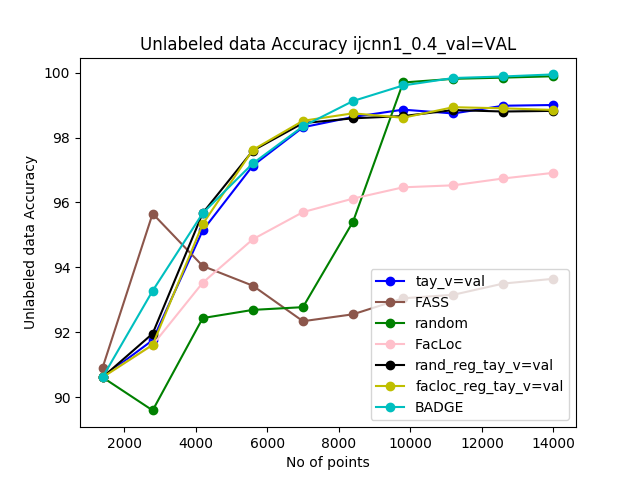 Unlabeled data Accuracy ijcnn1_0.4_val=VAL
Unlabeled data Accuracy
100
98
96
94
92
90
tay_v=val
FASS
random
FacLoc
rand_reg_tay_v=val
facloc_reg_tay_v=val
BADGE
2000 4000 6000 8000 10000 12000 14000
No of points